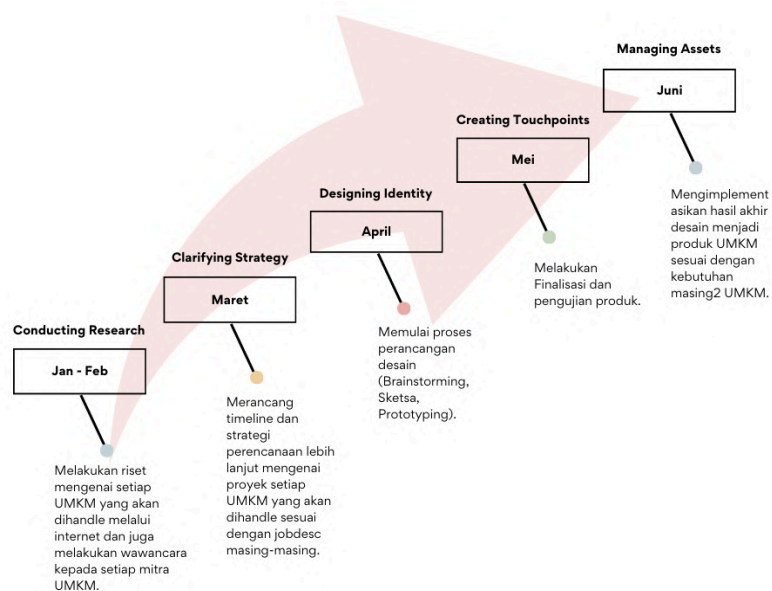 Conducting Research
Jan - Feb
Melakukan riset
mengenai setiap
UMKM yang akan
dihandle melalui
internet dan juga
melakukan wawancara
kepada setiap mitra
UMKM.
Clarifying Strategy
Maret
Merancang
timeline dan
strategi
perencanaan lebih
lanjut mengenai
proyek setiap
UMKM yang akan
dihandle sesuai
dengan jobdesc
masing-masing.
Designing Identity
April
Memulai proses
perancangan
desain
(Brainstorming,
Sketsa,
Prototyping).
Creating Touchpoints
Mei
Melakukan
Finalisasi dan
pengujian produk.
Managing Assets
Juni
Mengimplement
asikan hasil akhir
desain menjadi
produk UMKM
sesuai dengan
kebutuhan
masing2 UMKM.